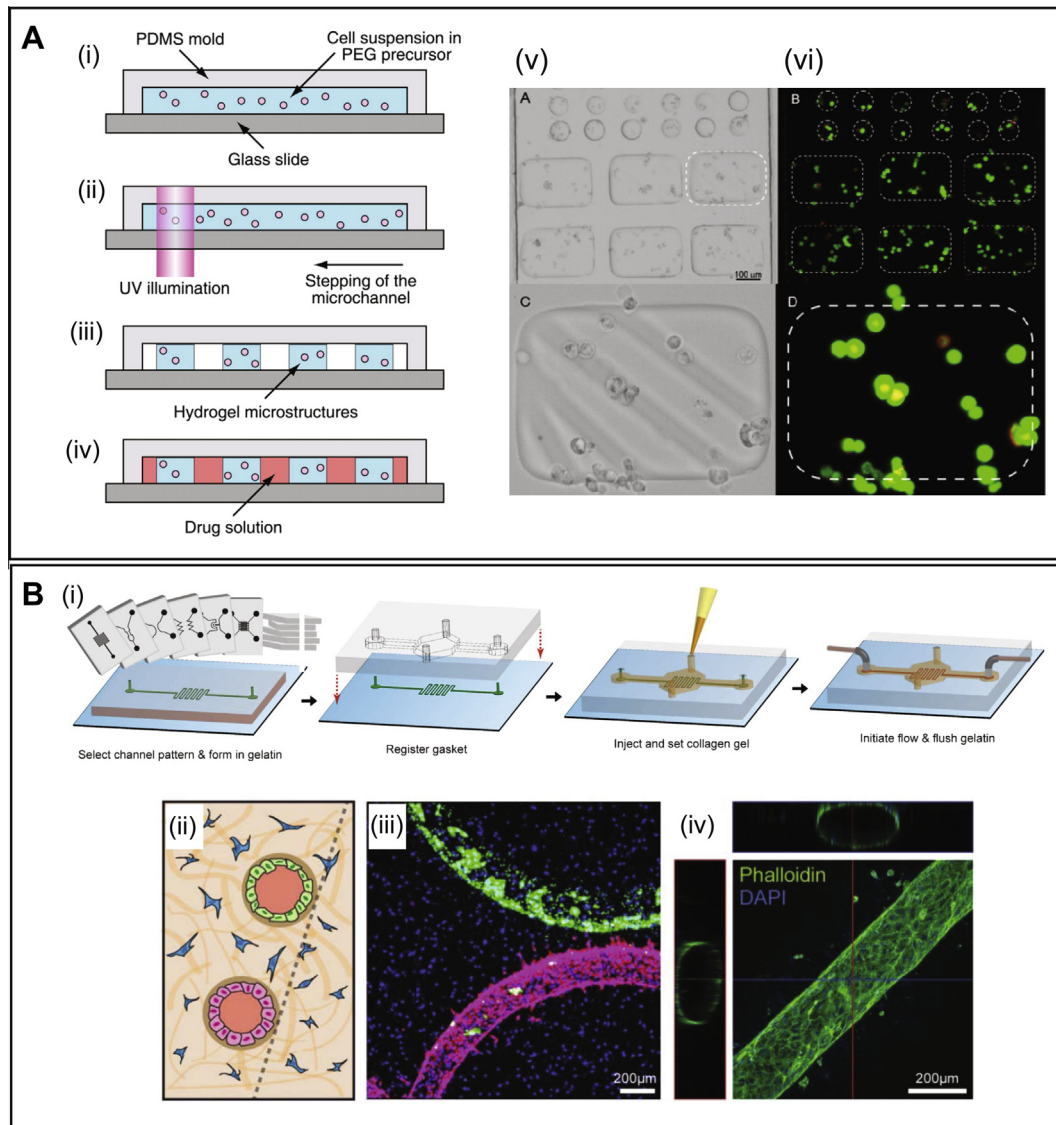 A
(i)
PDMS mold
Cell suspension in
PEG precursor
Glass slide
(ii)
UV illumination
Stepping of the
microchannel
(iii)
Hydrogel microstructures
(iv)
Drug solution
(v)
(vi)
A
B
100 um
C
D
B
(i)
Select channel pattern & form in gelatin
Register gasket
Inject and set collagen gel
Initiate flow & flush gelatin
(ii)
(iii)
200µm
(iv)
Phalloidin
DAPI
200µm